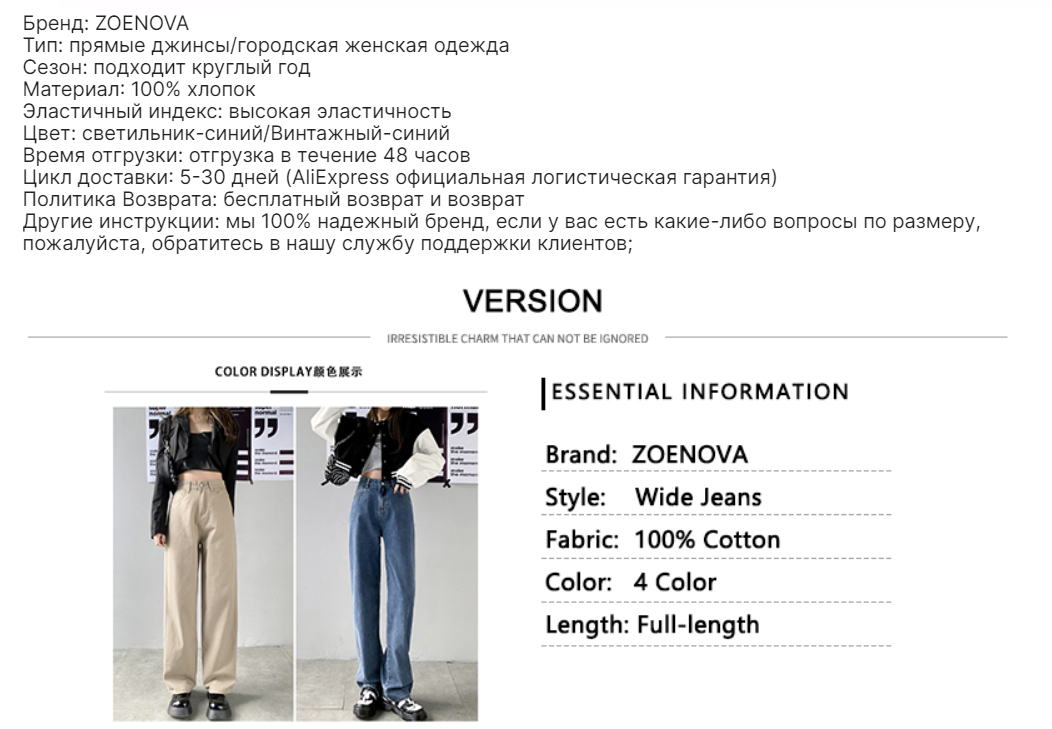 Бренд: ZOENOVA
Тип: прямые джинсы/городская женская одежда
Сезон: подходит круглый год
Материал: 100% хлопок
Эластичный индекс: высокая эластичность
Цвет: светильник-синий/Винтажный-синий
Время отгрузки: отгрузка в течение 48 часов
Цикл доставки: 5-30 дней (AliExpress официальная логистическая гарантия)
Политика Возврата: бесплатный возврат и возврат
Другие инструкции: мы 100% надежный бренд, если у вас есть какие-либо вопросы по размеру,
пожалуйста, обратитесь в нашу службу поддержки клиентов;
VERSION
IRRESISTIBLE CHARM THAT CAN NOT BE IGNORED
COLOR DISPLAY颜色展示
ESSENTIAL INFORMATION
Brand: ZOENOVA
Style: Wide Jeans
Fabric: 100% Cotton
Color: 4 Color
Length: Full-length
normal
normal